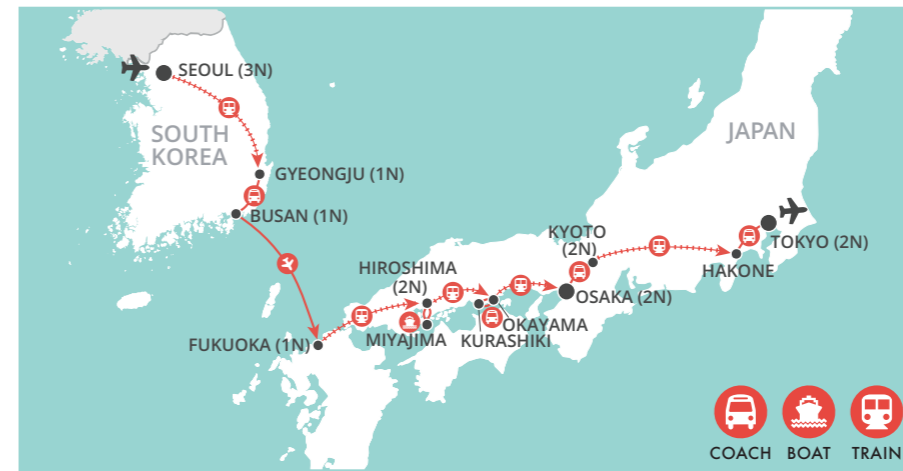 SEOUL (3N)
SOUTH
KOREA
GYEONGJU (1N)
BUSAN (1N)
JAPAN
KYOTO
(2N)
TOKYO (2N)
HAKONE
HIROSHIMA
(2N)
OSAKA (2N)
OKAYAMA
MIYAJIMA
KURASHIKI
FUKUOKA (1N)
COACH
BOAT
TRAIN